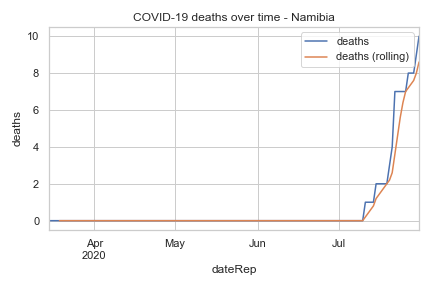 COVID-19 deaths over time - Namibia
deaths
deaths (rolling)
10
8
6
4
2
0
deaths
Apr
2020
May
Jun
Jul
dateRep